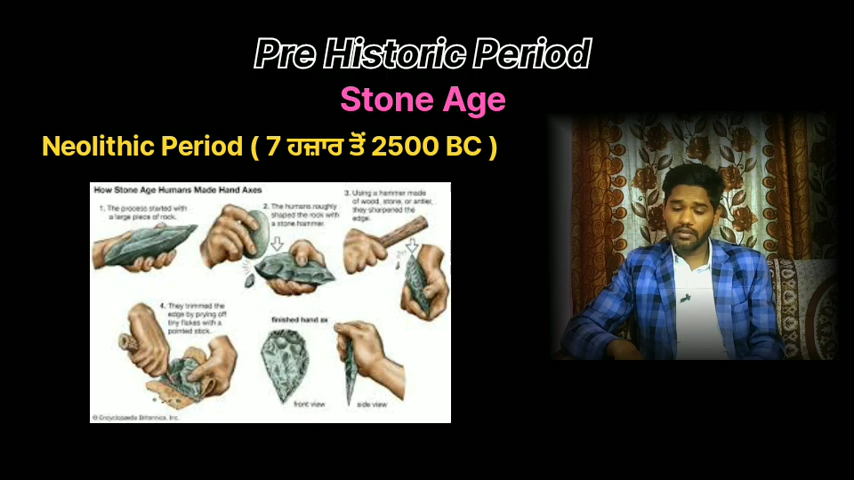 Pre Historic Period
Stone Age
Neolithic Period ( 7 ਹਜ਼ਾਰ ਤੋਂ 2500 BC )
How Stone Age Humans Made Hand Axes
1. The process started with
a large piece of rock.
2. The humans roughly
shaped the rock with
a stone hammer.
3. Using a hammer made
of wood, stone, or antler,
they sharpened the
edge.
4. They trimmed the
edge by prying off
tiny flakes with a
pointed stick.
finished hand ax
front view
side view
© Encyclopædia Britannica, Inc.